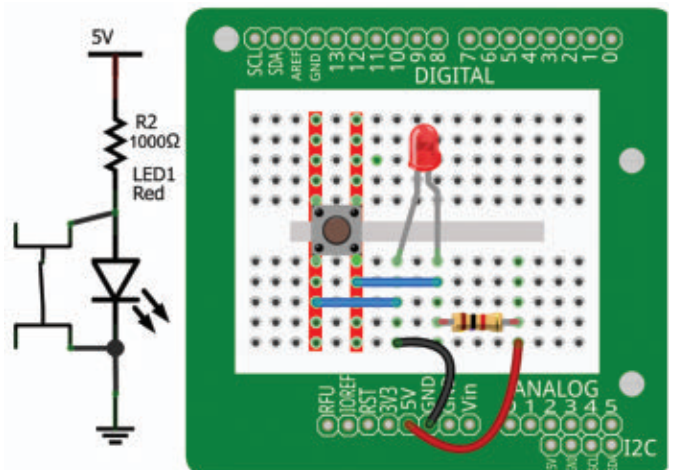 5V
R2
1000Ω
LED1
Red
SCL
SDA
AREF
GND
13
12
11
10
9
8
7
6
5
4
3
2
1
0
DIGITAL
RFU
IOREF
RST
3V3
5V
GND
Vin
ANALOG
1 2 3 4 5
I2C